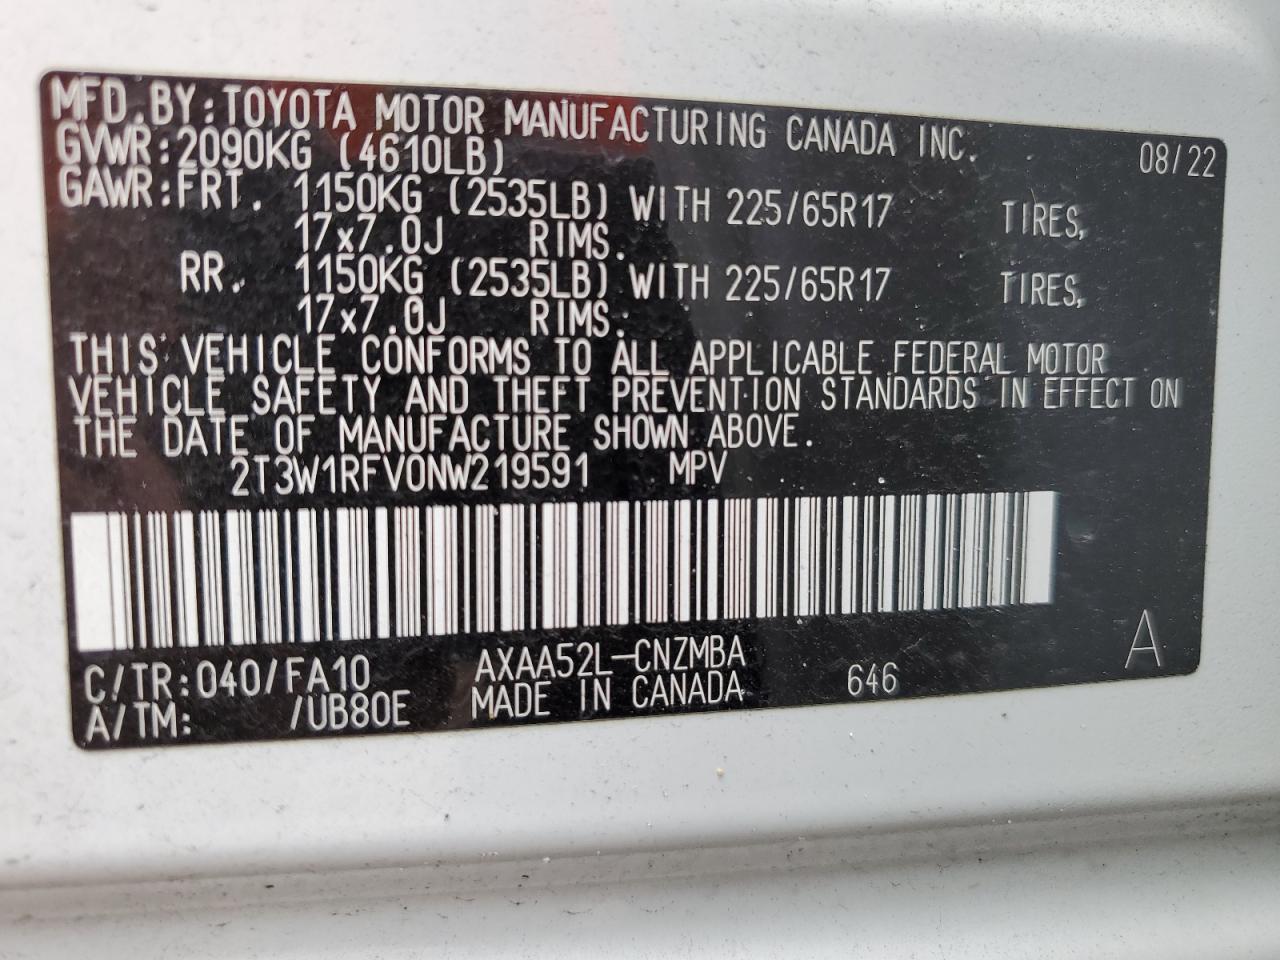 MFD.BY:TOYOTA MOTOR MANUFACTURING CANADA INC. 08/22
GVWR:2090KG (4610LB)
GAWR:FRT. 1150KG (2535LB) WITH 225/65R17 TIRES,
17x7.0J RIMS.
RR. 1150KG (2535LB) WITH 225/65R17 TIRES,
17x7.0J RIMS.
THIS VEHICLE CONFORMS TO ALL APPLICABLE FEDERAL MOTOR
VEHICLE SAFETY AND THEFT PREVENTION STANDARDS IN EFFECT ON
THE DATE OF MANUFACTURE SHOWN ABOVE.
2T3W1RFV0NW219591 MPV
C/TR:040/FA10 AXAA52L-CNZMBA 646 A
A/TM: /UB80E MADE IN CANADA